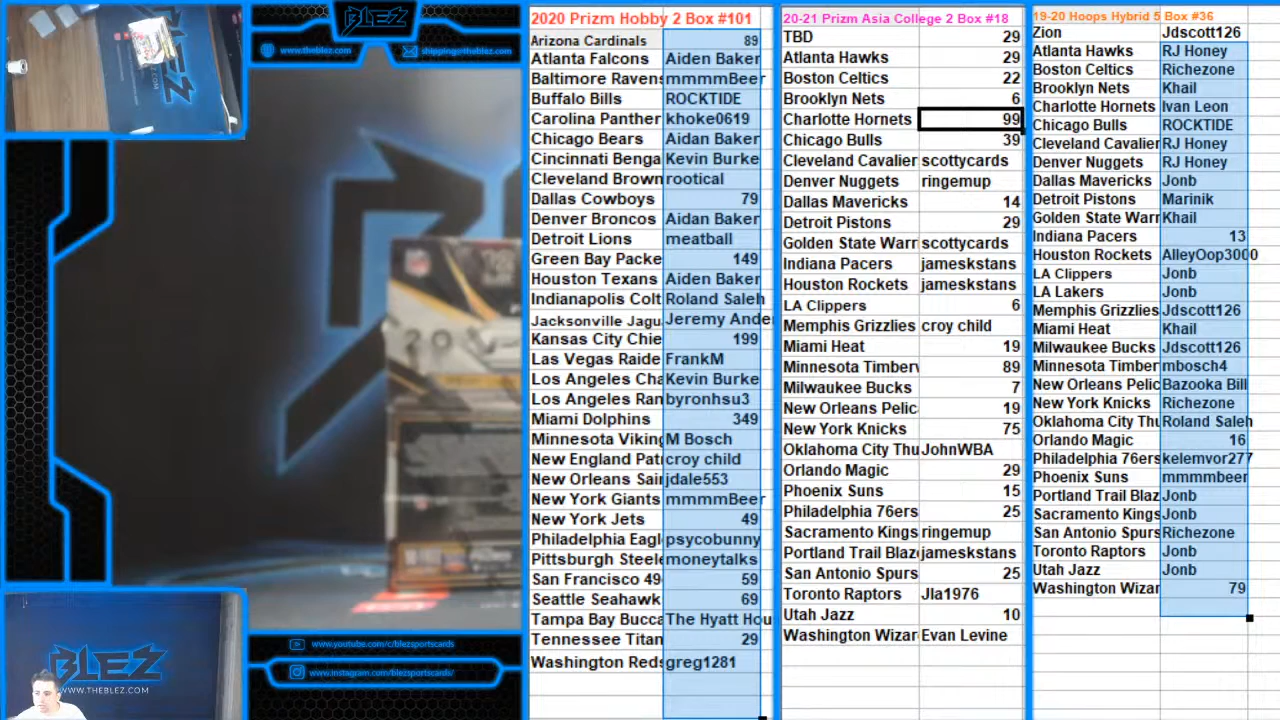 BLEZ
www.theblez.com
shipping@theblez.com
2020 Prizm Hobby 2 Box #101
Arizona Cardinals 89
Atlanta Falcons Aiden Baker
Baltimore Ravens mmmmBeer
Buffalo Bills ROCKTIDE
Carolina Panther khoke0619
Chicago Bears Aidan Baker
Cincinnati Benga Kevin Burke
Cleveland Brown rootical
Dallas Cowboys 79
Denver Broncos Aidan Baker
Detroit Lions meatball
Green Bay Packe 149
Houston Texans Aiden Baker
Indianapolis Colt Roland Saleh
Jacksonville Jagu Jeremy Ande
Kansas City Chie 199
Las Vegas Raide FrankM
Los Angeles Cha Kevin Burke
Los Angeles Ran byronhsu3
Miami Dolphins 349
Minnesota Viking M Bosch
New England Pat croy child
New Orleans Sai jdale553
New York Giants mmmmBeer
New York Jets 49
Philadelphia Eagl psycobunny
Pittsburgh Steele moneytalks
San Francisco 49 59
Seattle Seahawk 69
Tampa Bay Bucca The Hyatt Hou
Tennessee Titan 29
Washington Reds greg1281
20-21 Prizm Asia College 2 Box #18
TBD 29
Atlanta Hawks 29
Boston Celtics 22
Brooklyn Nets 6
Charlotte Hornets 99
Chicago Bulls 39
Cleveland Cavalier scottycards
Denver Nuggets ringemup
Dallas Mavericks 14
Detroit Pistons 29
Golden State Warr scottycards
Indiana Pacers jameskstans
Houston Rockets jameskstans
LA Clippers 6
Memphis Grizzlies croy child
Miami Heat 19
Minnesota Timberv 89
Milwaukee Bucks 7
New Orleans Pelic 19
New York Knicks 75
Oklahoma City Thu JohnWBA
Orlando Magic 29
Phoenix Suns 15
Philadelphia 76ers 25
Sacramento Kings ringemup
Portland Trail Blaz jameskstans
San Antonio Spurs 25
Toronto Raptors Jla1976
Utah Jazz 10
Washington Wizar Evan Levine
19-20 Hoops Hybrid 5 Box #36
Zion Jdscott126
Atlanta Hawks RJ Honey
Boston Celtics Richezone
Brooklyn Nets Khail
Charlotte Hornets Ivan Leon
Chicago Bulls ROCKTIDE
Cleveland Cavalier RJ Honey
Denver Nuggets RJ Honey
Dallas Mavericks Jonb
Detroit Pistons Marinik
Golden State Warr Khail
Indiana Pacers 13
Houston Rockets AlleyOop3000
LA Clippers Jonb
LA Lakers Jonb
Memphis Grizzlies Jdscott126
Miami Heat Khail
Milwaukee Bucks Jdscott126
Minnesota Timber mbosch4
New Orleans Pelic Bazooka Bill
New York Knicks Richezone
Oklahoma City Thu Roland Saleh
Orlando Magic 16
Philadelphia 76ers kelemvor277
Phoenix Suns mmmmbeer
Portland Trail Blaz Jonb
Sacramento Kings Jonb
San Antonio Spurs Richezone
Toronto Raptors Jonb
Utah Jazz Jonb
Washington Wizar 79
BLEZ
WWW.THEBLEZ.COM
www.youtube.com/c/blezsportscards
www.instagram.com/blezsportscards/